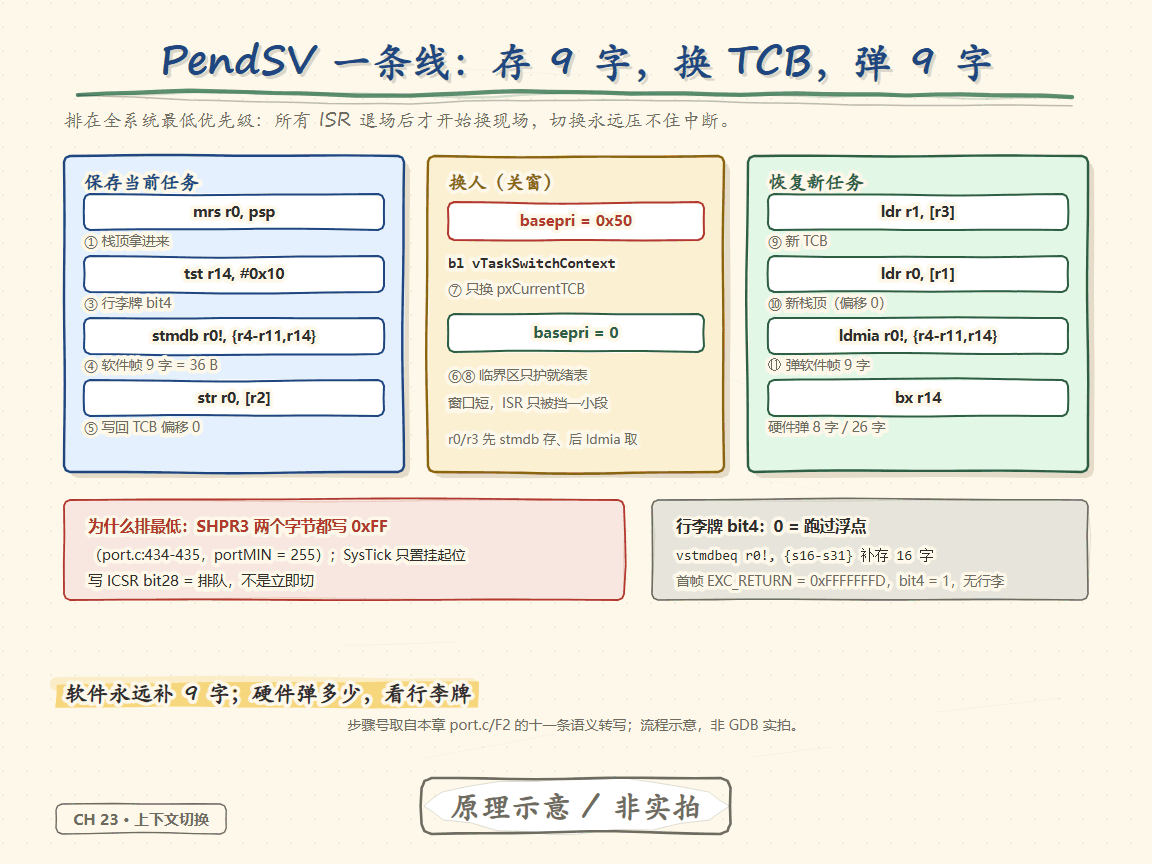 PendSV 一条线：存 9 字，换 TCB，弹 9 字
排在全系统最低优先级：所有 ISR 退场后才开始换现场，切换永远压不住中断。
保存当前任务
mrs r0, psp
① 栈顶拿进来
tst r14, #0x10
③ 行李牌 bit4
stmdb r0!, {r4-r11,r14}
④ 软件帧 9 字 = 36 B
str r0, [r2]
⑤ 写回 TCB 偏移 0
换人（关窗）
basepri = 0x50
bl vTaskSwitchContext
⑦ 只换 pxCurrentTCB
basepri = 0
⑥⑧ 临界区只护就绪表
窗口短，ISR 只被挡一小段
r0/r3 先 stmdb 存、后 ldmia 取
恢复新任务
ldr r1, [r3]
⑨ 新 TCB
ldr r0, [r1]
⑩ 新栈顶（偏移 0）
ldmia r0!, {r4-r11,r14}
⑪ 弹软件帧 9 字
bx r14
硬件弹 8 字 / 26 字
为什么排最低：SHPR3 两个字节都写 0xFF
（port.c:434-435，portMIN = 255）；SysTick 只置挂起位
写 ICSR bit28 = 排队，不是立即切
行李牌 bit4：0 = 跑过浮点
vstmdbeq r0!, {s16-s31} 补存 16 字
首帧 EXC_RETURN = 0xFFFFFFFD，bit4 = 1，无行李
软件永远补 9 字；硬件弹多少，看行李牌
步骤号取自本章 port.c/F2 的十一条语义转写；流程示意，非 GDB 实拍。
CH 23 • 上下文切换
原理示意 / 非实拍